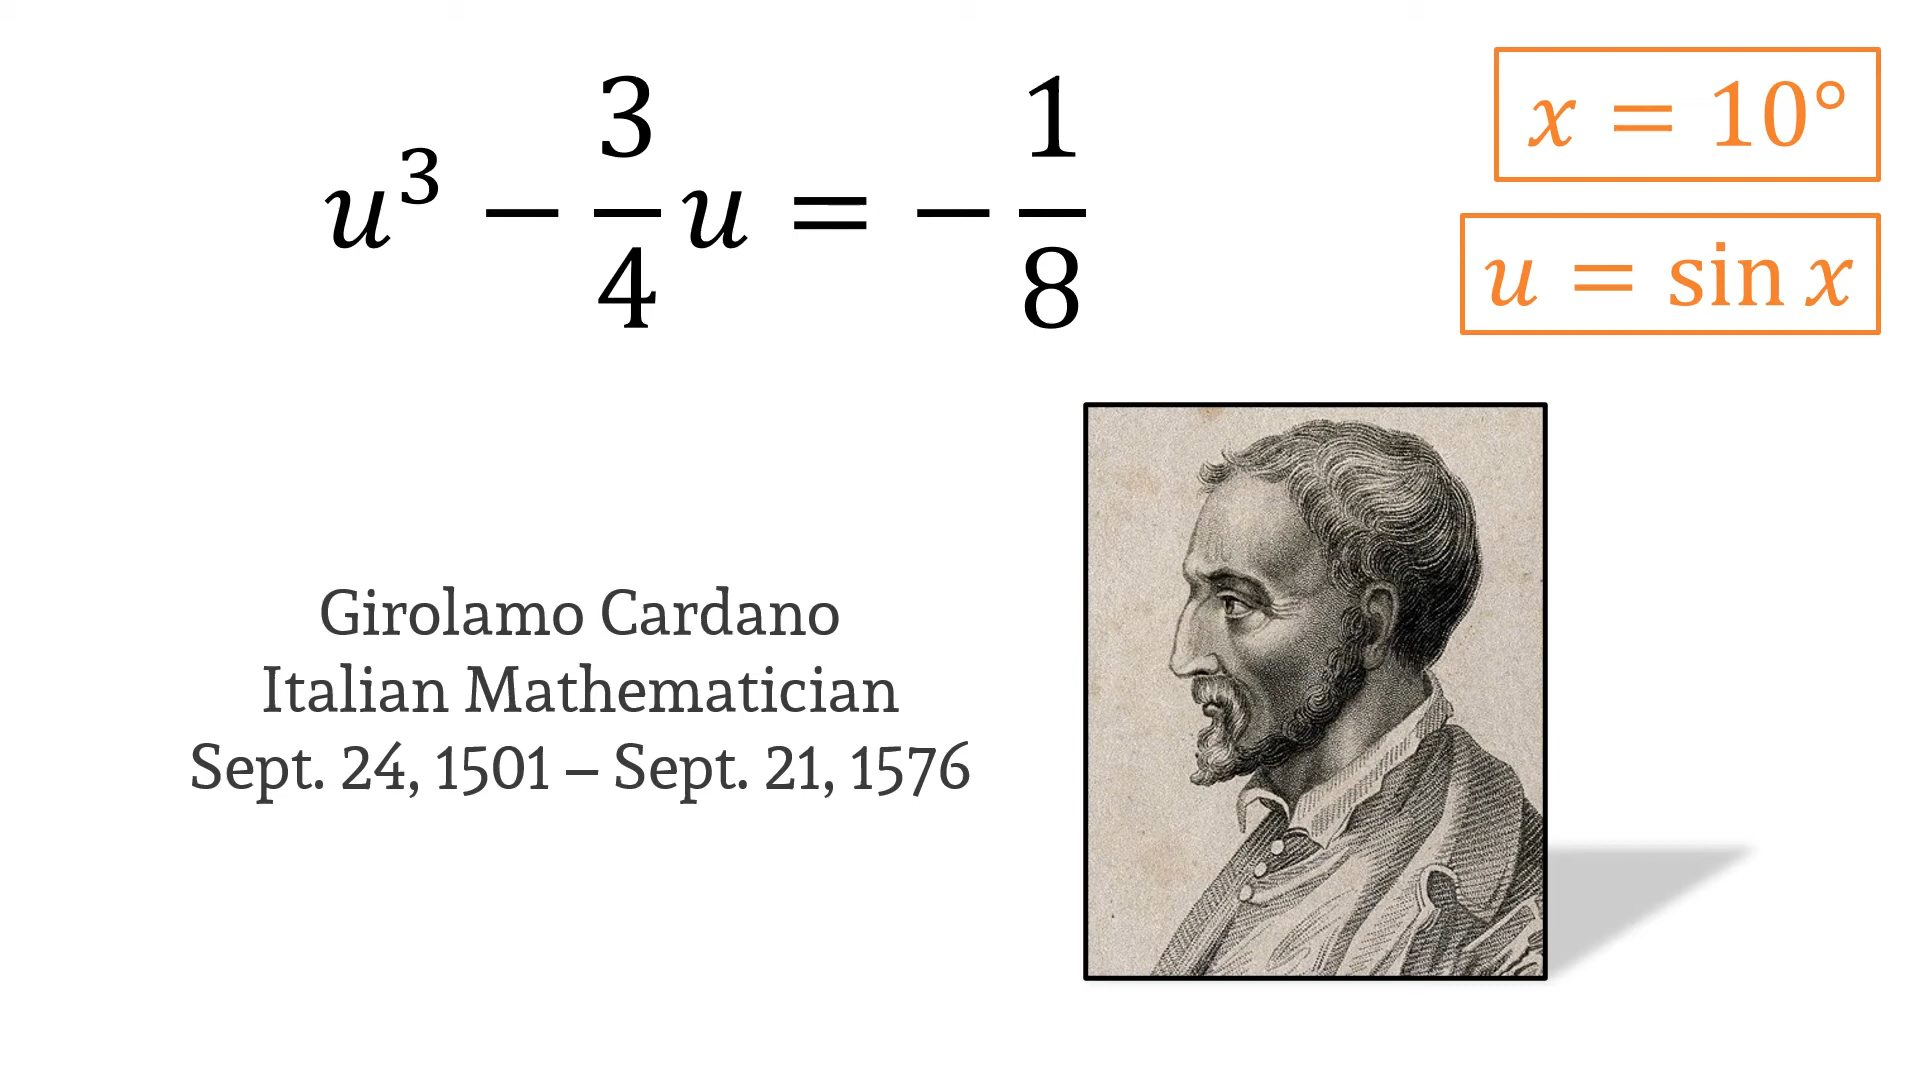 u³ − 3/4 u = − 1/8
x = 10°
u = sin x
Girolamo Cardano
Italian Mathematician
Sept. 24, 1501 – Sept. 21, 1576